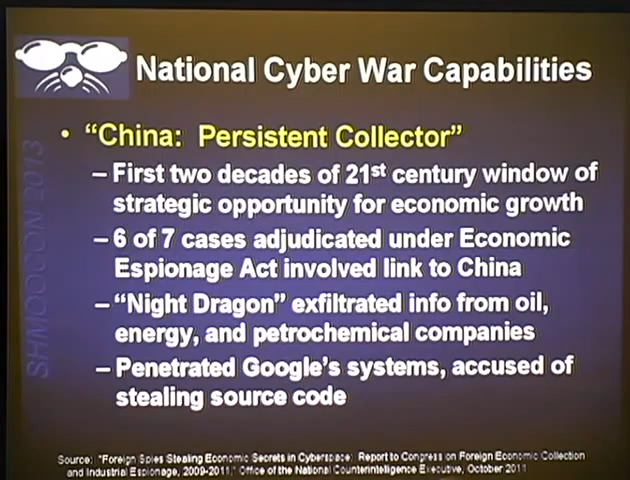 National Cyber War Capabilities
• “China: Persistent Collector”
– First two decades of 21st century window of
strategic opportunity for economic growth
– 6 of 7 cases adjudicated under Economic
Espionage Act involved link to China
– “Night Dragon” exfiltrated info from oil,
energy, and petrochemical companies
– Penetrated Google’s systems, accused of
stealing source code
SHMOOCON 2013
Source: "Foreign Spies Stealing Economic Secrets in Cyberspace: Report to Congress on Foreign Economic Collection
and Industrial Espionage, 2009-2011," Office of the National Counterintelligence Executive, October 2011